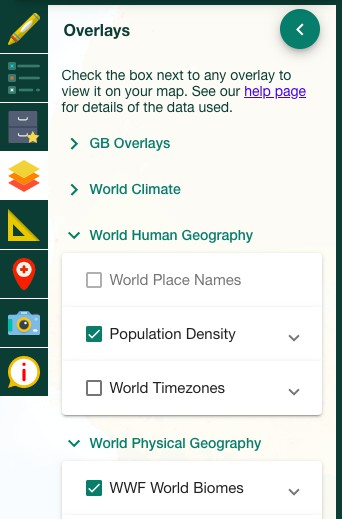 Overlays
Check the box next to any overlay to
view it on your map. See our help page
for details of the data used.
GB Overlays
World Climate
World Human Geography
World Place Names
Population Density
World Timezones
World Physical Geography
WWF World Biomes